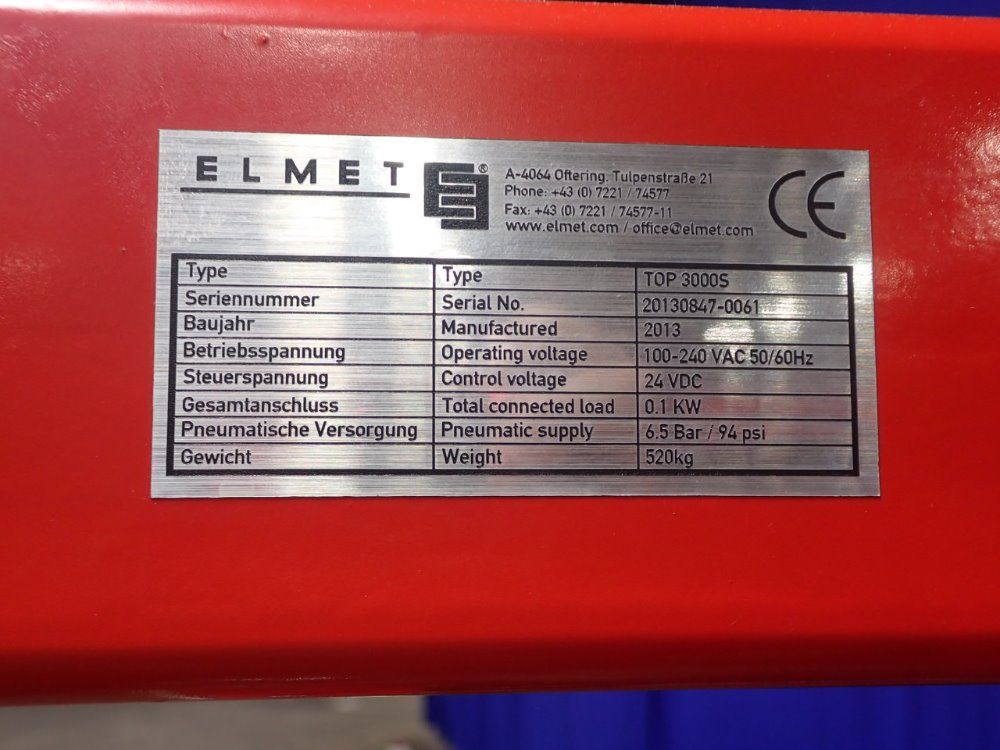 ELMET
®
A-4064 Oftering. Tulpenstraße 21
Phone: +43 (0) 7221 / 74577
Fax: +43 (0) 7221 / 74577-11
www.elmet.com / office@elmet.com
CE
Type Type TOP 3000S
Seriennummer Serial No. 20130847-0061
Baujahr Manufactured 2013
Betriebsspannung Operating voltage 100-240 VAC 50/60Hz
Steuerspannung Control voltage 24 VDC
Gesamtanschluss Total connected load 0.1 KW
Pneumatische Versorgung Pneumatic supply 6.5 Bar / 94 psi
Gewicht Weight 520kg